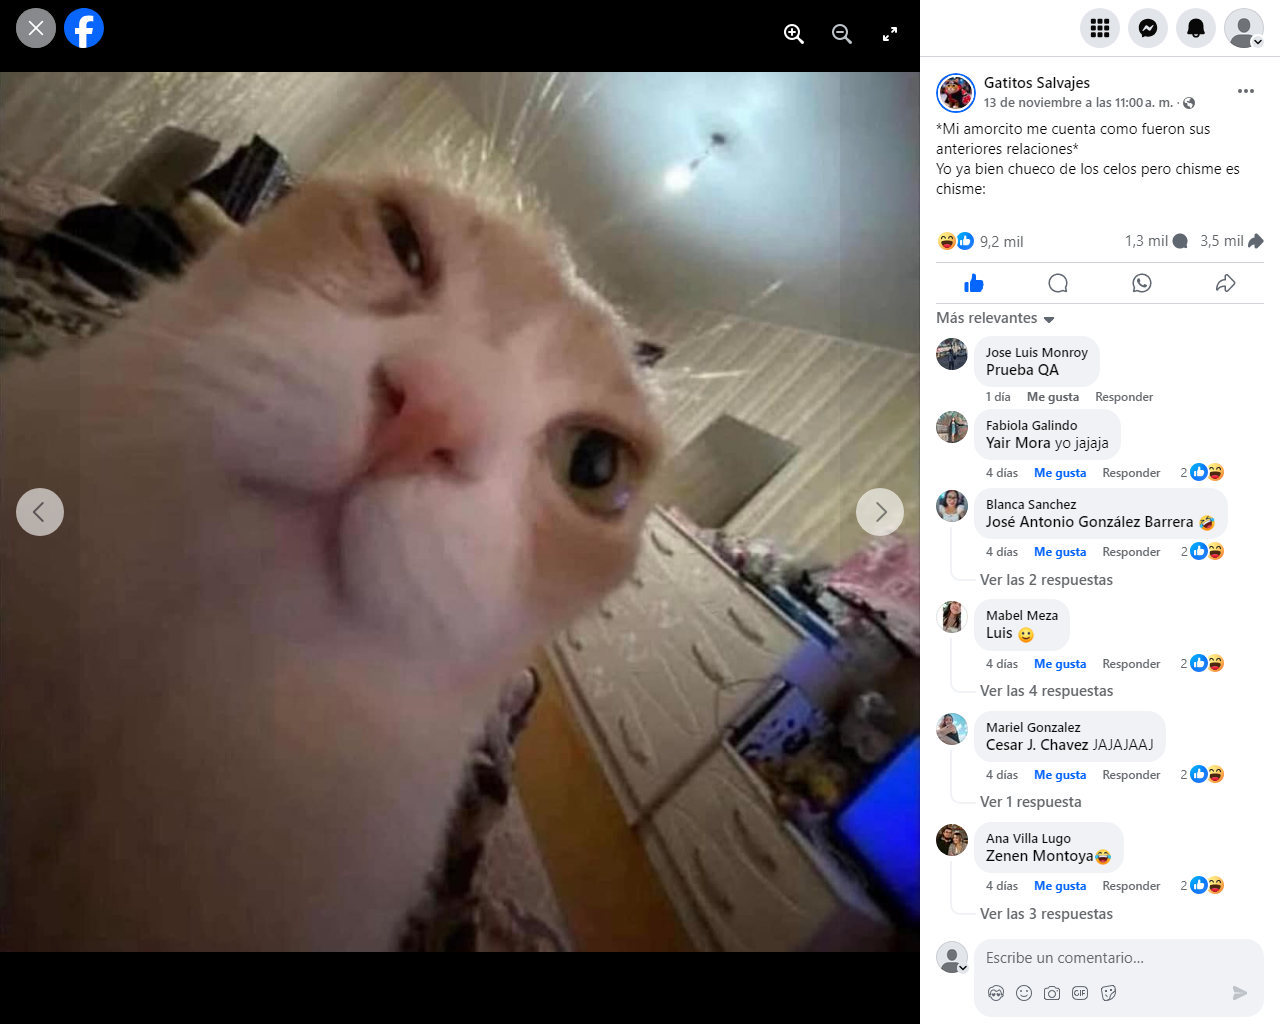 Gatitos Salvajes
13 de noviembre a las 11:00 a. m. ·
*Mi amorcito me cuenta como fueron sus
anteriores relaciones*
Yo ya bien chueco de los celos pero chisme es
chisme:
9,2 mil
1,3 mil
3,5 mil
Más relevantes
Jose Luis Monroy
Prueba QA
1 día Me gusta Responder
Fabiola Galindo
Yair Mora yo jajaja
4 días Me gusta Responder 2
Blanca Sanchez
José Antonio González Barrera 🤣
4 días Me gusta Responder 2
Ver las 2 respuestas
Mabel Meza
Luis 🙂
4 días Me gusta Responder 2
Ver las 4 respuestas
Mariel Gonzalez
Cesar J. Chavez JAJAJAAJ
4 días Me gusta Responder 2
Ver 1 respuesta
Ana Villa Lugo
Zenen Montoya😂
4 días Me gusta Responder 2
Ver las 3 respuestas
Escribe un comentario...
GIF